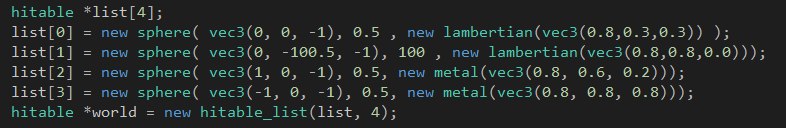 hitable *list[4];
list[0] = new sphere( vec3(0, 0, -1), 0.5 , new lambertian(vec3(0.8,0.3,0.3)) );
list[1] = new sphere( vec3(0, -100.5, -1), 100 , new lambertian(vec3(0.8,0.8,0.0)));
list[2] = new sphere( vec3(1, 0, -1), 0.5, new metal(vec3(0.8, 0.6, 0.2)));
list[3] = new sphere( vec3(-1, 0, -1), 0.5, new metal(vec3(0.8, 0.8, 0.8)));
hitable *world = new hitable_list(list, 4);